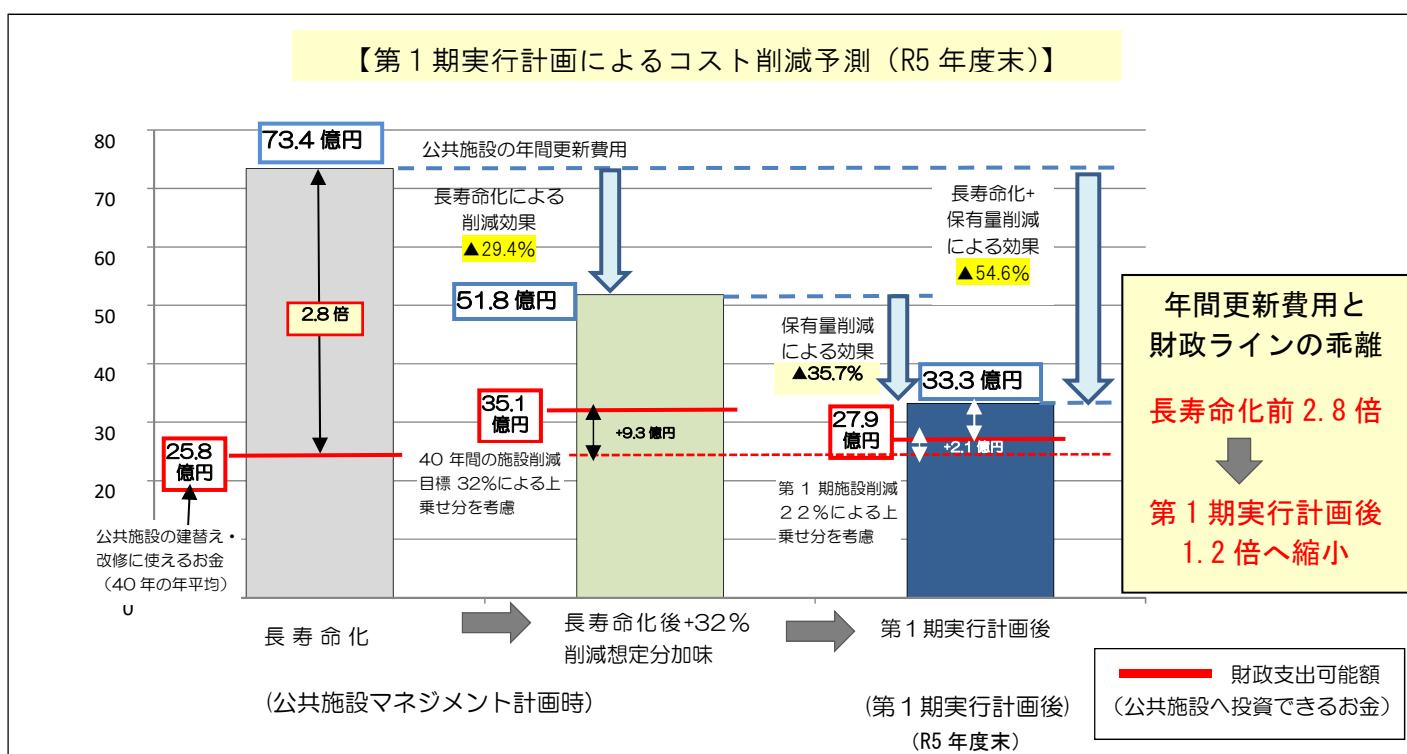 【第１期実行計画によるコスト削減予測（R5 年度末）】
80
70
60
50
40
30
20
0
73.4 億円
公共施設の年間更新費用
長寿命化による
削減効果
▲29.4%
長寿命化+
保有量削減
による効果
▲54.6%
2.8 倍
51.8 億円
保有量削減
による効果
▲35.7%
33.3 億円
35.1
億円
+9.3 億円
27.9
億円
+2.1 億円
25.8
億円
40 年間の施設削減
目標 32%による上
乗せ分を考慮
第 1 期施設削減
２２％による上
乗せ分を考慮
公共施設の建替え・
改修に使えるお金
（40 年の年平均）
年間更新費用と
財政ラインの乖離
長寿命化前 2.8 倍
第１期実行計画後
1.2 倍へ縮小
長 寿 命 化
長寿命化後+32％
削減想定分加味
第１期実行計画後
(公共施設マネジメント計画時)
(第１期実行計画後)
（R5 年度末）
財政支出可能額
（公共施設へ投資できるお金）